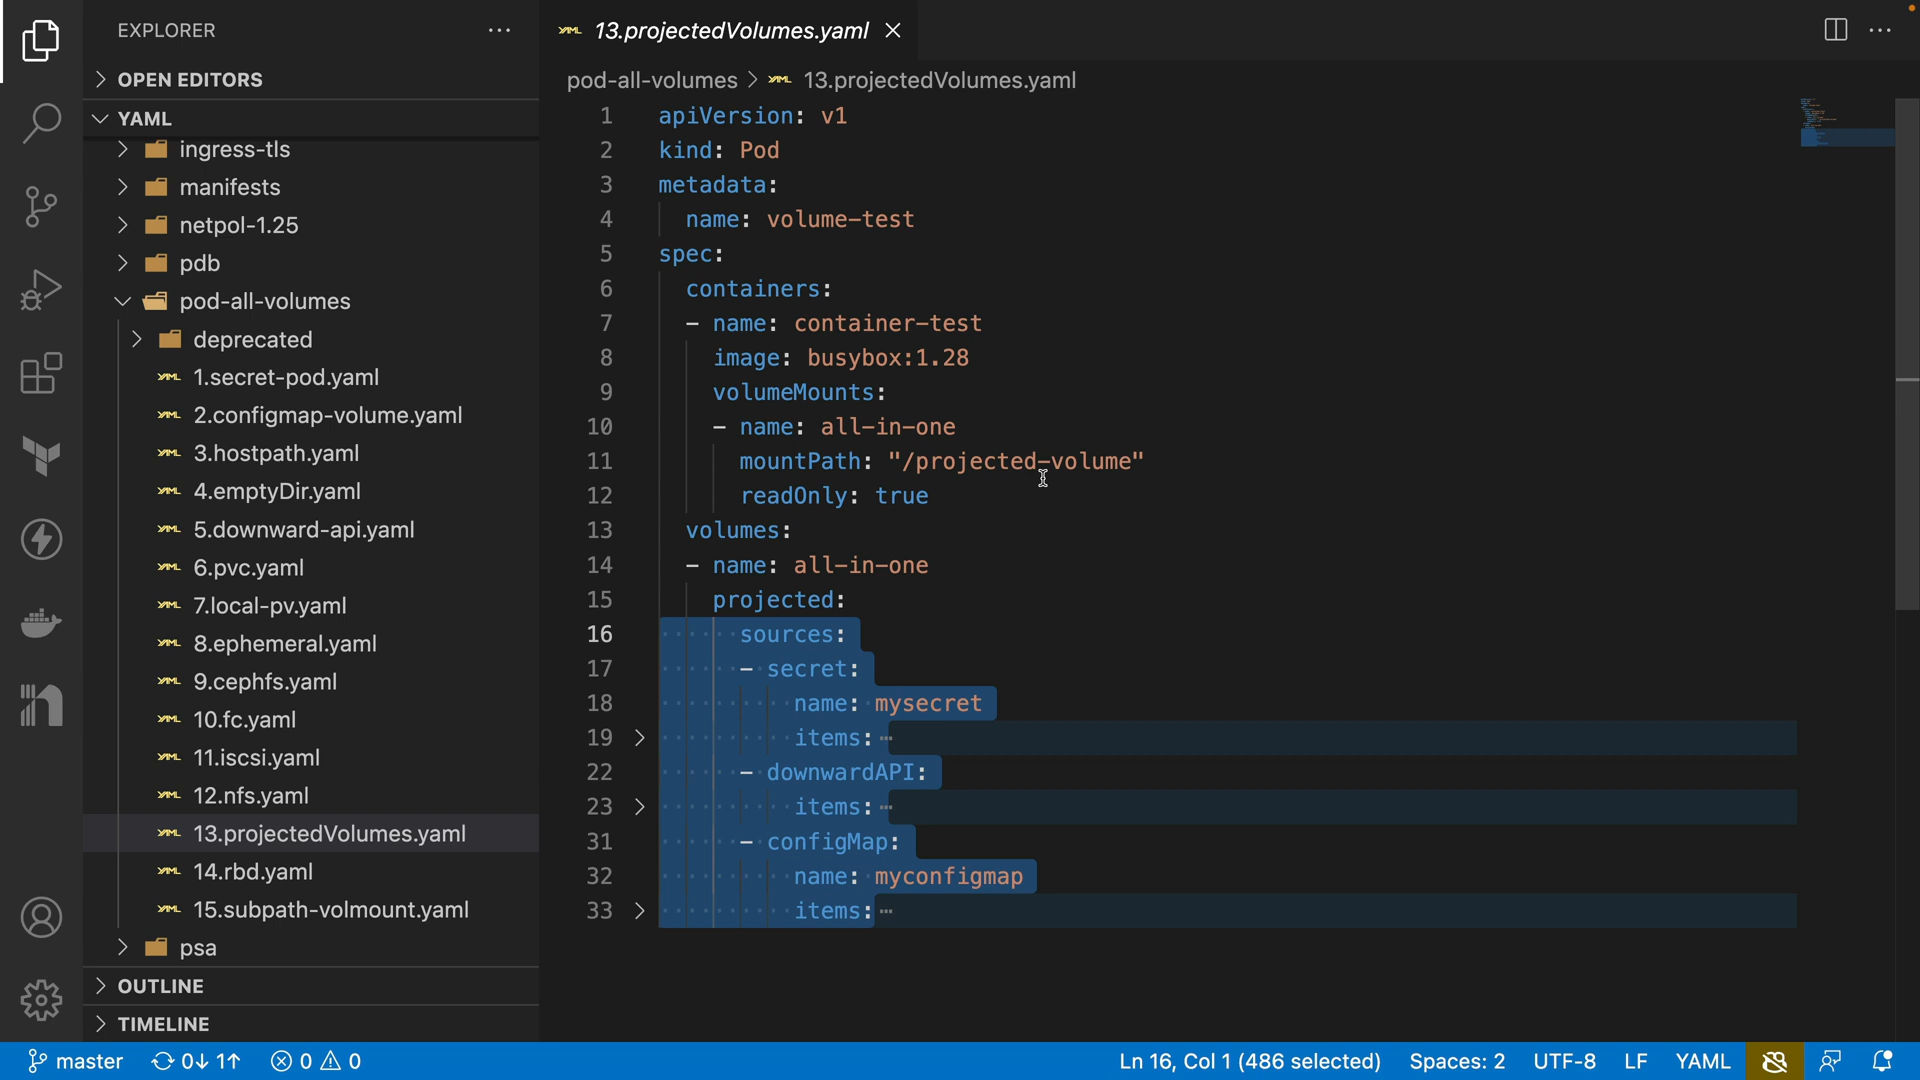 EXPLORER
OPEN EDITORS
YAML
ingress-tls
manifests
netpol-1.25
pdb
pod-all-volumes
deprecated
1.secret-pod.yaml
2.configmap-volume.yaml
3.hostpath.yaml
4.emptyDir.yaml
5.downward-api.yaml
6.pvc.yaml
7.local-pv.yaml
8.ephemeral.yaml
9.cephfs.yaml
10.fc.yaml
11.iscsi.yaml
12.nfs.yaml
13.projectedVolumes.yaml
14.rbd.yaml
15.subpath-volmount.yaml
psa
OUTLINE
TIMELINE
13.projectedVolumes.yaml
pod-all-volumes > 13.projectedVolumes.yaml
1 apiVersion: v1
2 kind: Pod
3 metadata:
4 name: volume-test
5 spec:
6 containers:
7 - name: container-test
8 image: busybox:1.28
9 volumeMounts:
10 - name: all-in-one
11 mountPath: "/projected-volume"
12 readOnly: true
13 volumes:
14 - name: all-in-one
15 projected:
16 sources:
17 - secret:
18 name: mysecret
19 items:
22 - downwardAPI:
23 items:
31 - configMap:
32 name: myconfigmap
33 items:
master 0↓ 1↑ 0 0 Ln 16, Col 1 (486 selected) Spaces: 2 UTF-8 LF YAML